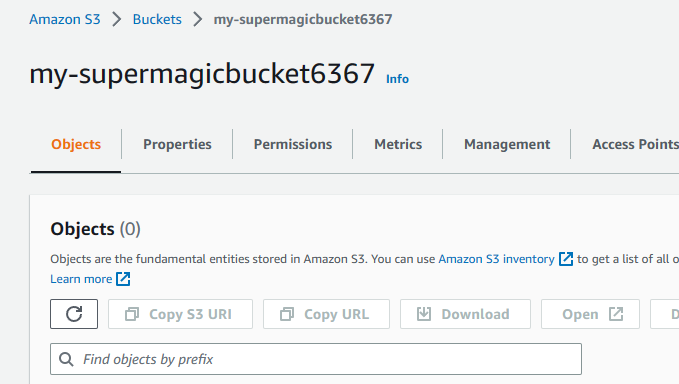 Amazon S3 > Buckets > my-supermagicbucket6367
my-supermagicbucket6367 Info
Objects Properties Permissions Metrics Management Access Points
Objects (0)
Objects are the fundamental entities stored in Amazon S3. You can use Amazon S3 inventory to get a list of all
Learn more
Copy S3 URI Copy URL Download Open
Find objects by prefix